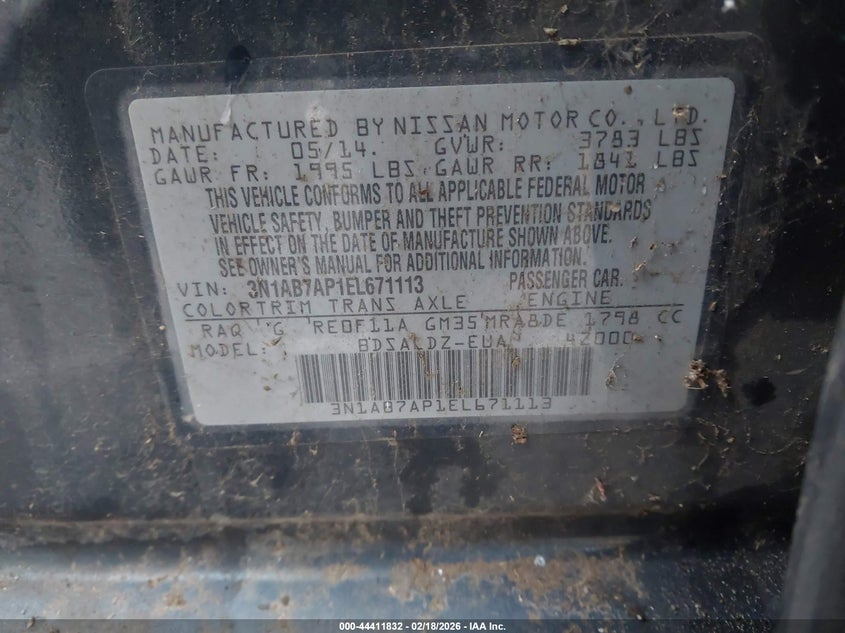 MANUFACTURED BY NISSAN MOTOR CO., LTD.
DATE: 05/14. GVWR: 3783 LBS
GAWR FR: 1995 LBS GAWR RR: 1841 LBS
THIS VEHICLE CONFORMS TO ALL APPLICABLE FEDERAL MOTOR
VEHICLE SAFETY, BUMPER AND THEFT PREVENTION STANDARDS
IN EFFECT ON THE DATE OF MANUFACTURE SHOWN ABOVE.
SEE OWNER'S MANUAL FOR ADDITIONAL INFORMATION.
VIN: 3N1AB7AP1EL671113 PASSENGER CAR.
COLOR TRIM TRANS AXLE ENGINE
RAQ G RE0F11A GM35 MRA8DE 1798 CC
MODEL:
3N1AB7AP1EL671113
000-44411832 - 02/18/2026 - IAA Inc.